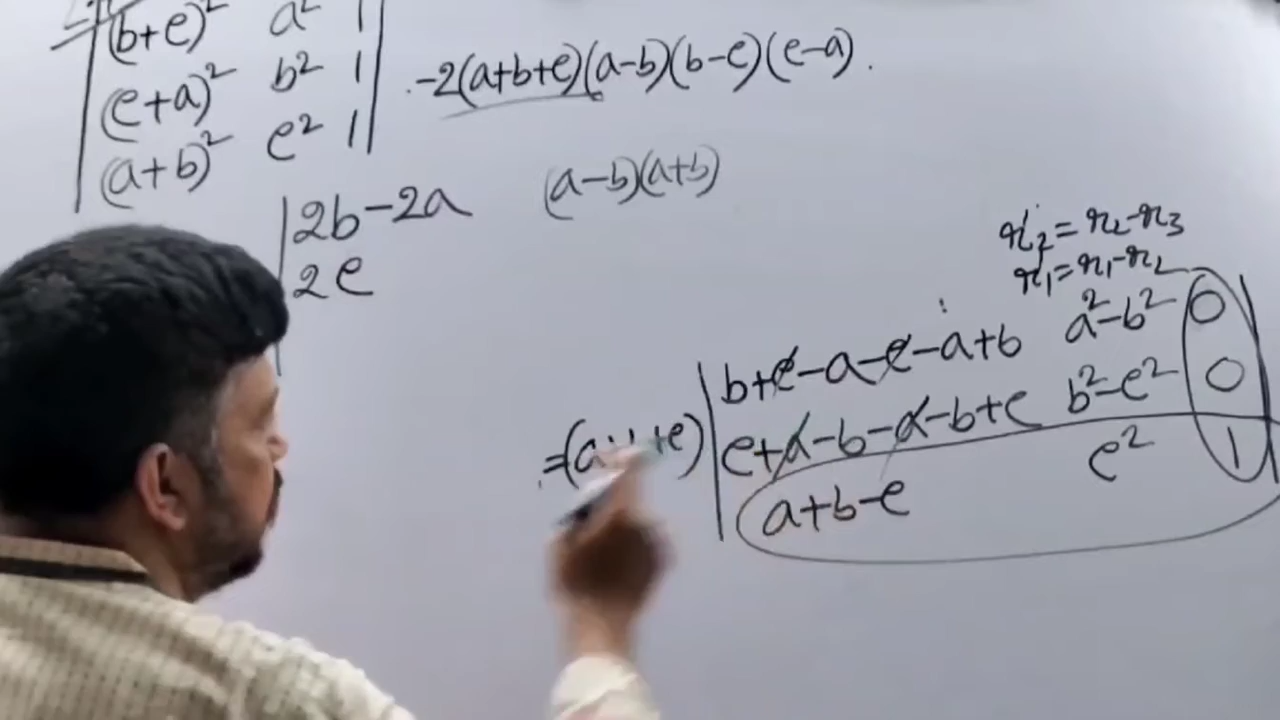 (b+c)² a² 1
(c+a)² b² 1
(a+b)² c² 1
-2(a+b+c)(a-b)(b-c)(c-a).
2b-2a (a-b)(a+b)
2c
r₂'=r₂-r₃
r₁'=r₁-r₂
b+c-a-c-a+b a²-b² 0
=(a+b+c) c+a-b-a-b+c b²-c² 0
a+b-c c² 1